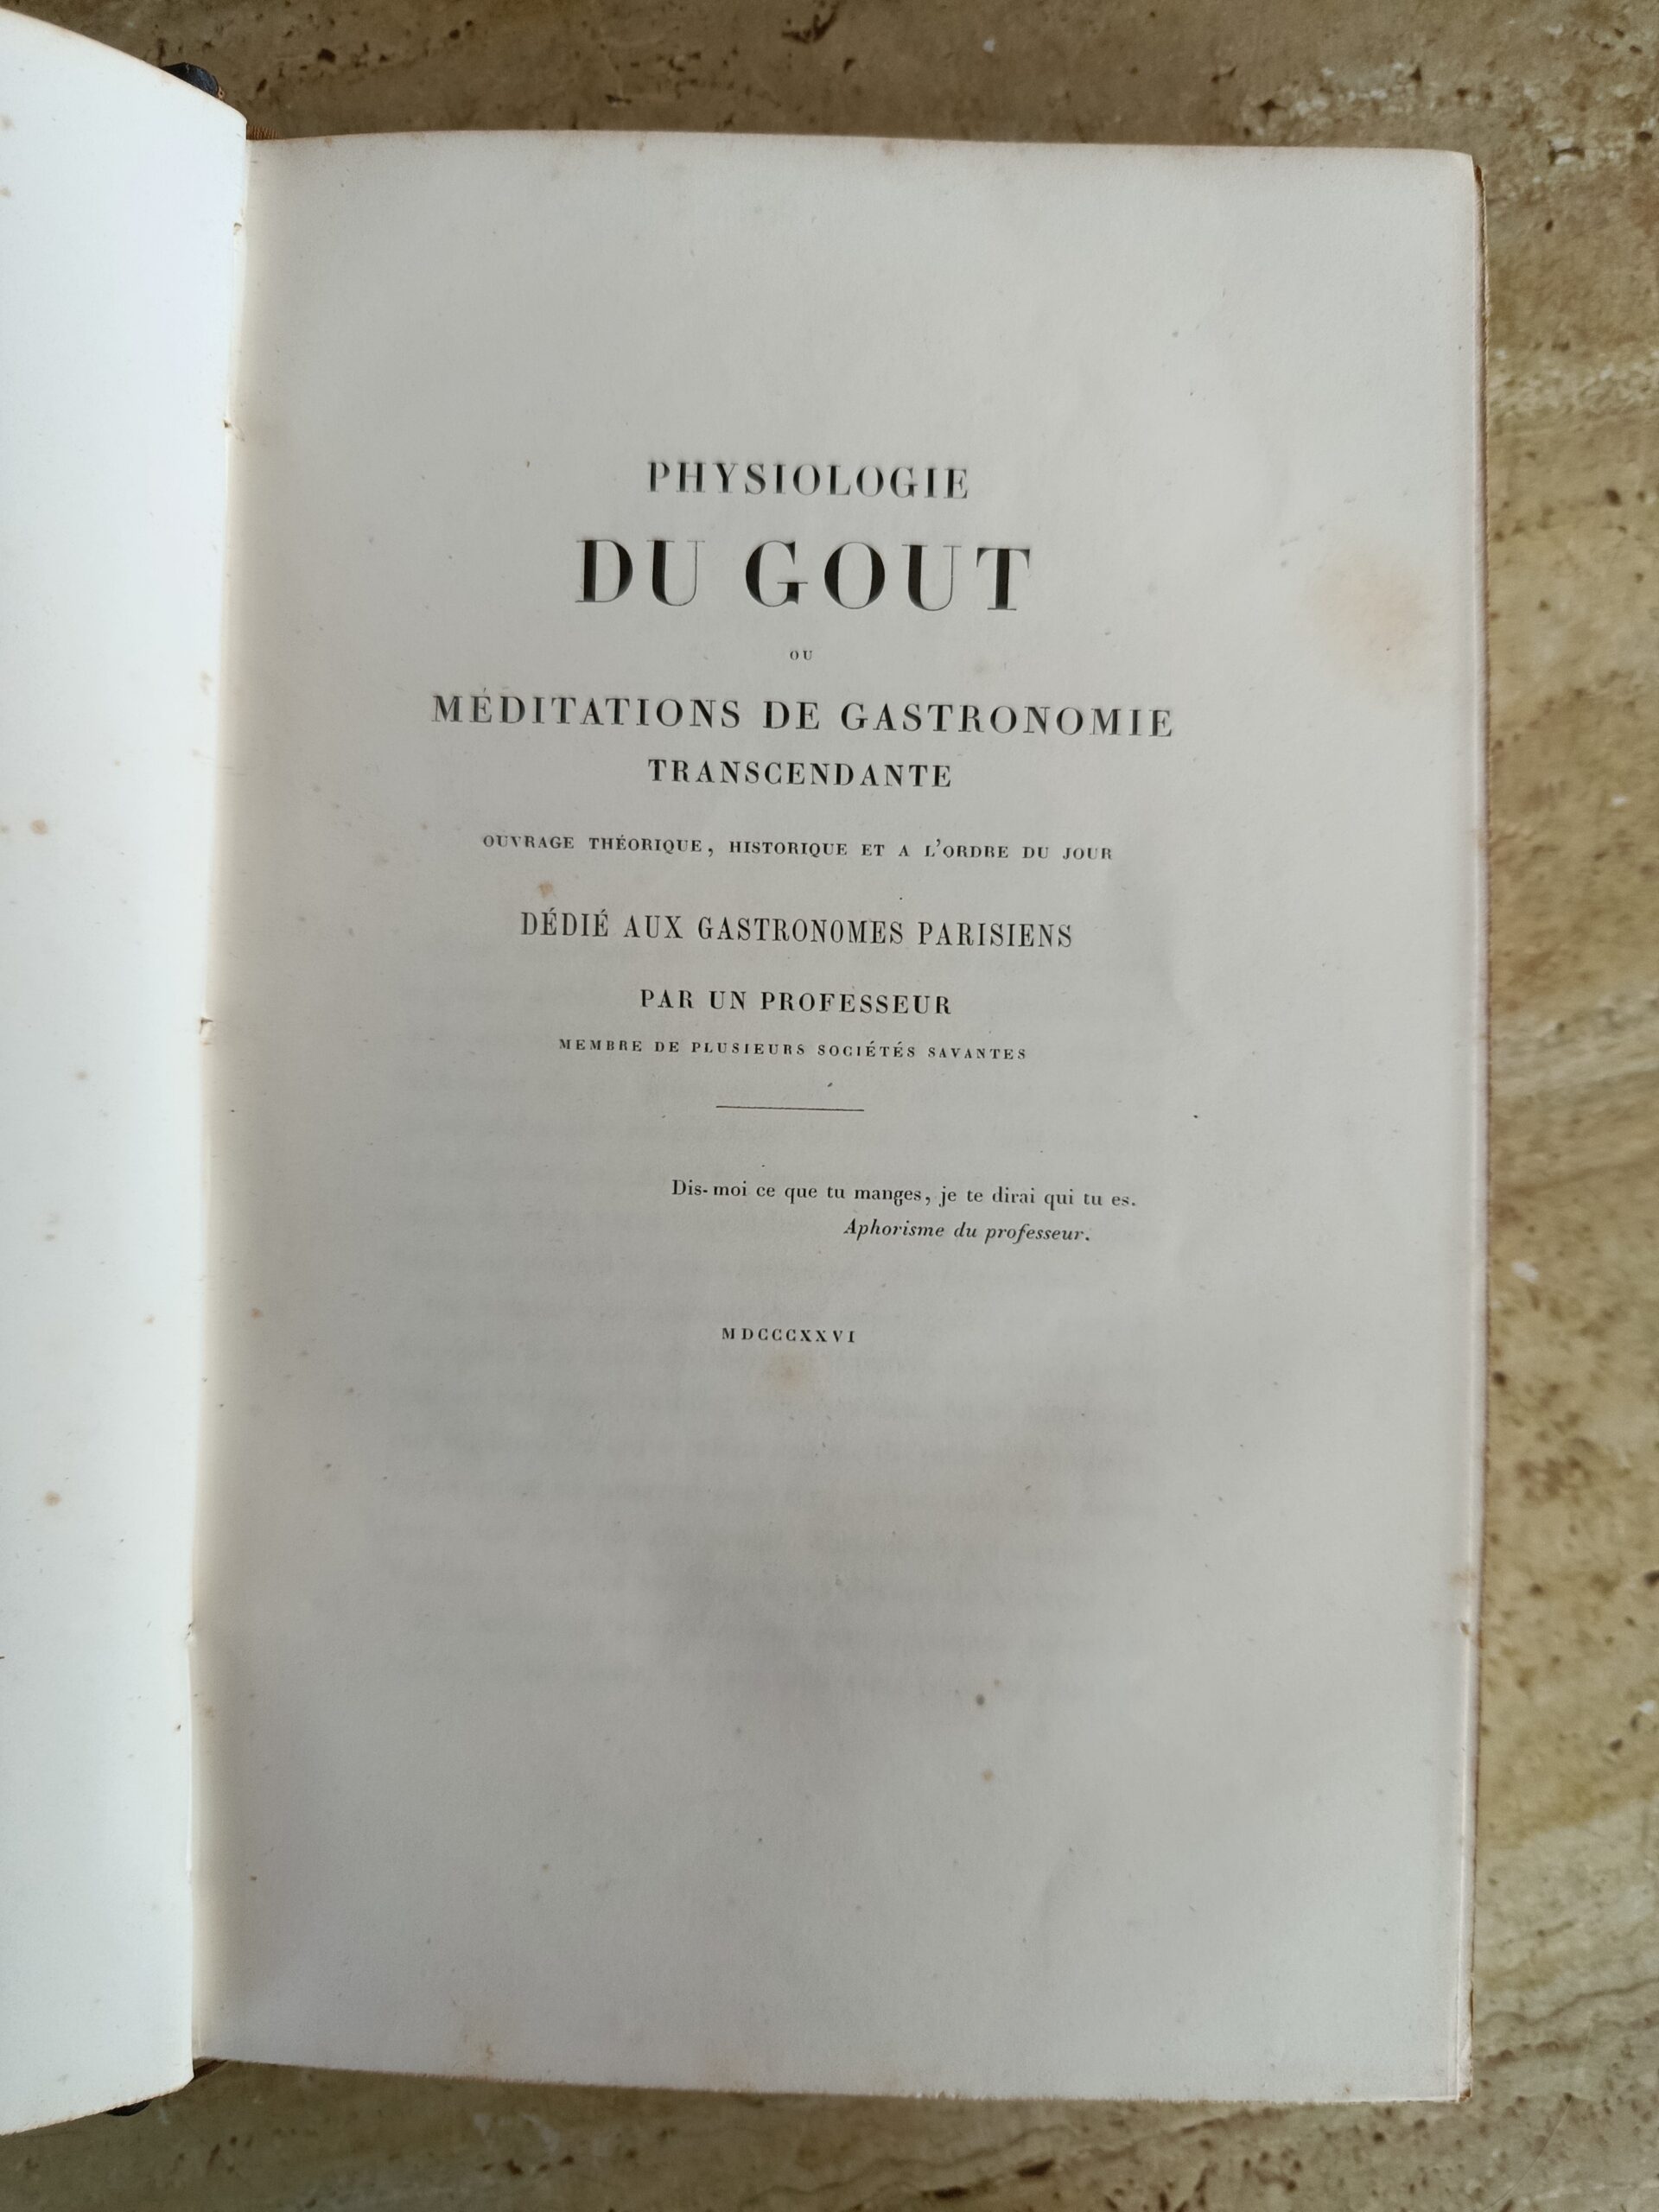 PHYSIOLOGIE
DU GOUT
OU
MÉDITATIONS DE GASTRONOMIE
TRANSCENDANTE
OUVRAGE THÉORIQUE, HISTORIQUE ET A L'ORDRE DU JOUR
DÉDIÉ AUX GASTRONOMES PARISIENS
PAR UN PROFESSEUR
MEMBRE DE PLUSIEURS SOCIÉTÉS SAVANTES
Dis-moi ce que tu manges, je te dirai qui tu es.
Aphorisme du professeur.
MDCCCXXVI